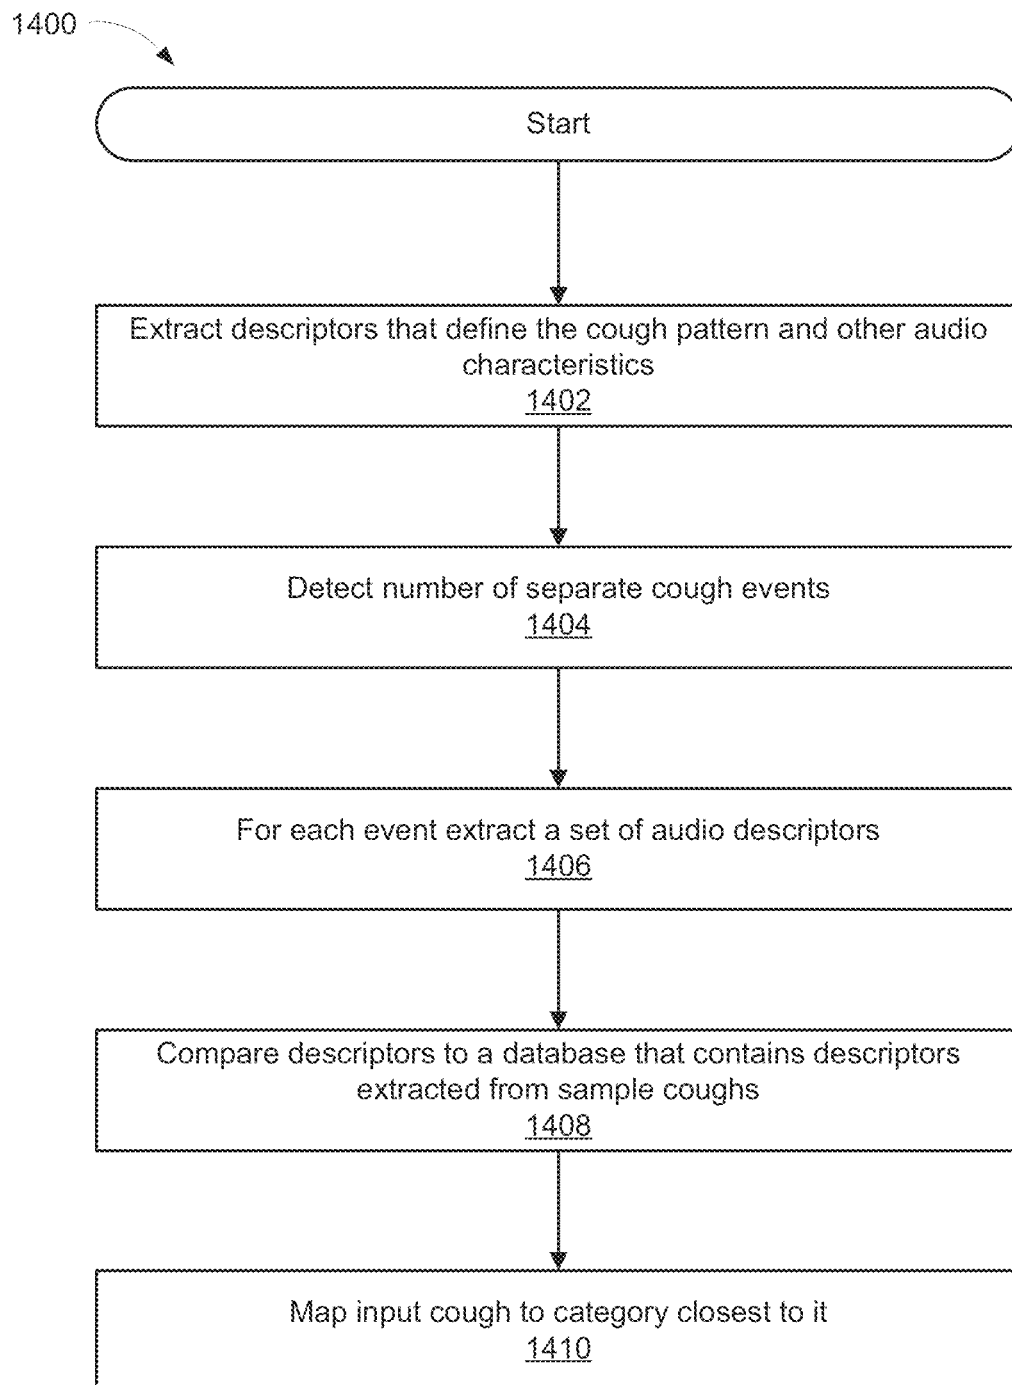 1400
Start
Extract descriptors that define the cough pattern and other audio
characteristics
1402
Detect number of separate cough events
1404
For each event extract a set of audio descriptors
1406
Compare descriptors to a database that contains descriptors
extracted from sample coughs
1408
Map input cough to category closest to it
1410